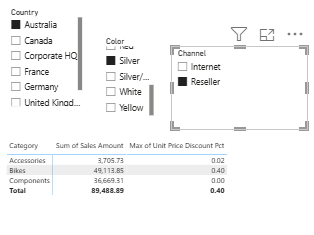 Country
Australia
Canada
Corporate HQ
France
Germany
United Kingd...
Color
Red
Silver
Silver/...
White
Yellow
Channel
Internet
Reseller
Category Sum of Sales Amount Max of Unit Price Discount Pct
Accessories 3,705.73 0.02
Bikes 49,113.85 0.40
Components 36,669.31 0.00
Total 89,488.89 0.40